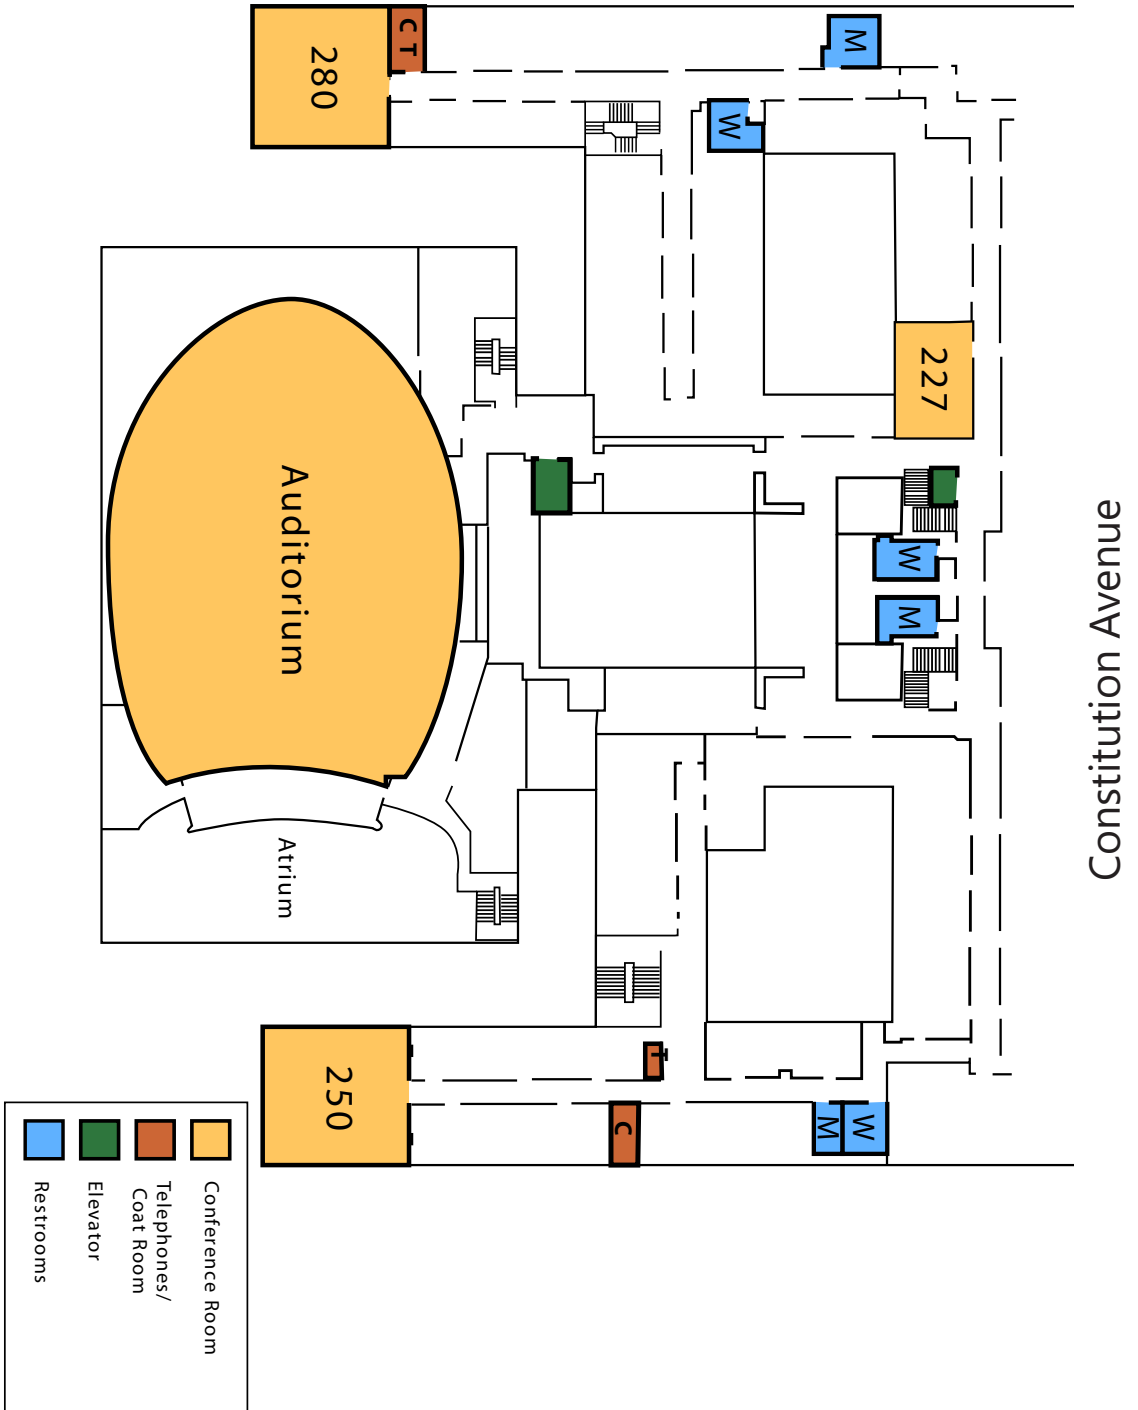 Constitution Avenue
M
W
C T
280
227
W
M
Auditorium
Atrium
250
T
C
M
W
Conference Room
Telephones/
Coat Room
Elevator
Restrooms